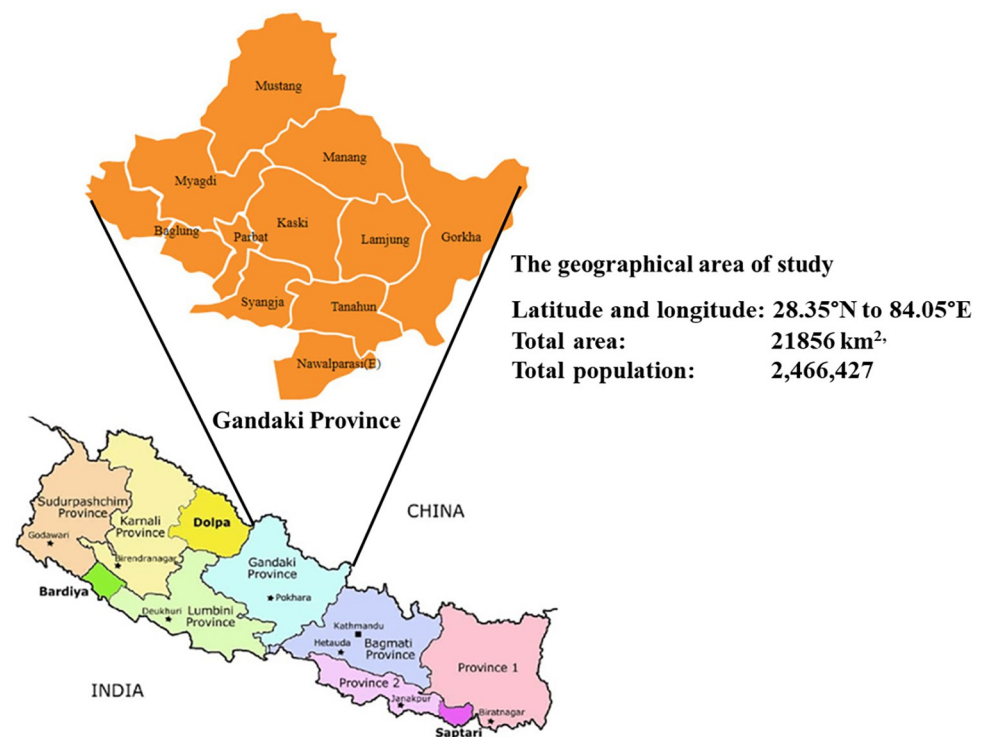 Mustang
Manang
Myagdi
Kaski
Baglung
Parbat
Lamjung
Gorkha
Syangja
Tanahun
Nawalparasi(E)
Gandaki Province
The geographical area of study
Latitude and longitude: 28.35°N to 84.05°E
Total area: 21856 km²,
Total population: 2,466,427
CHINA
Sudurpashchim
Province
Godawari
Karnali
Province
Birendranagar
Dolpa
Bardiya
Gandaki
Province
Pokhara
Deukhuri
Lumbini
Province
Kathmandu
Hetauda
Bagmati
Province
Province 1
Province 2
Janakpur
Biratnagar
Saptari
INDIA